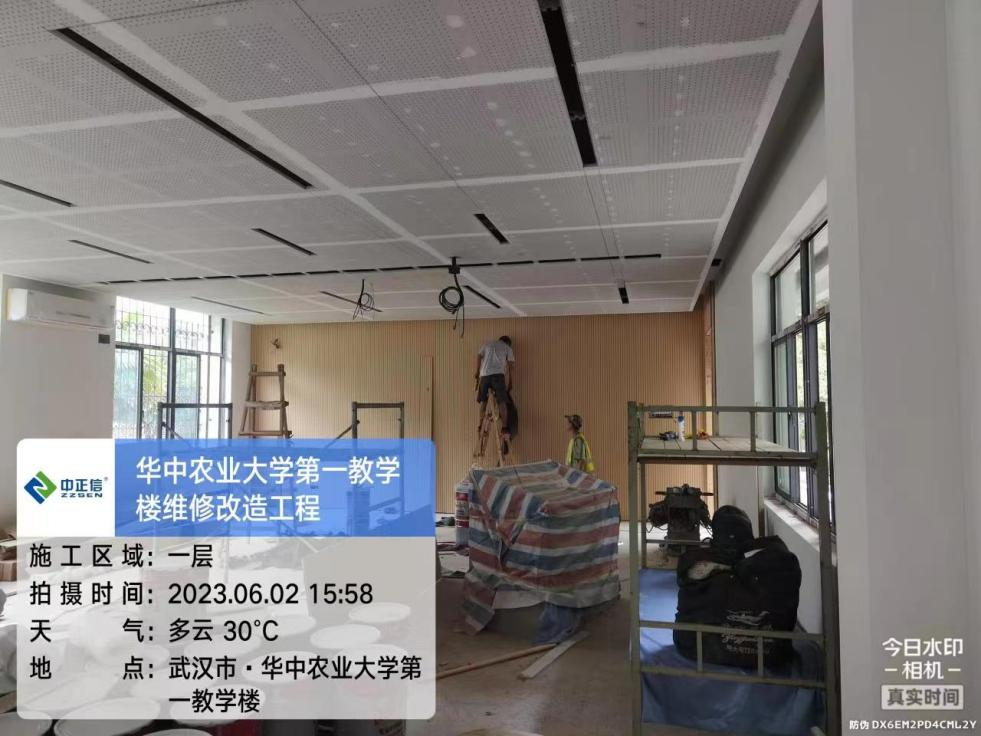 中正信®
ZZSEN
华中农业大学第一教学
楼维修改造工程
施工区域：一层
拍摄时间：2023.06.02 15:58
天气：多云 30℃
地点：武汉市·华中农业大学第
一教学楼
今日水印
相机
真实时间
防伪 DX6EM2PD4CML2Y